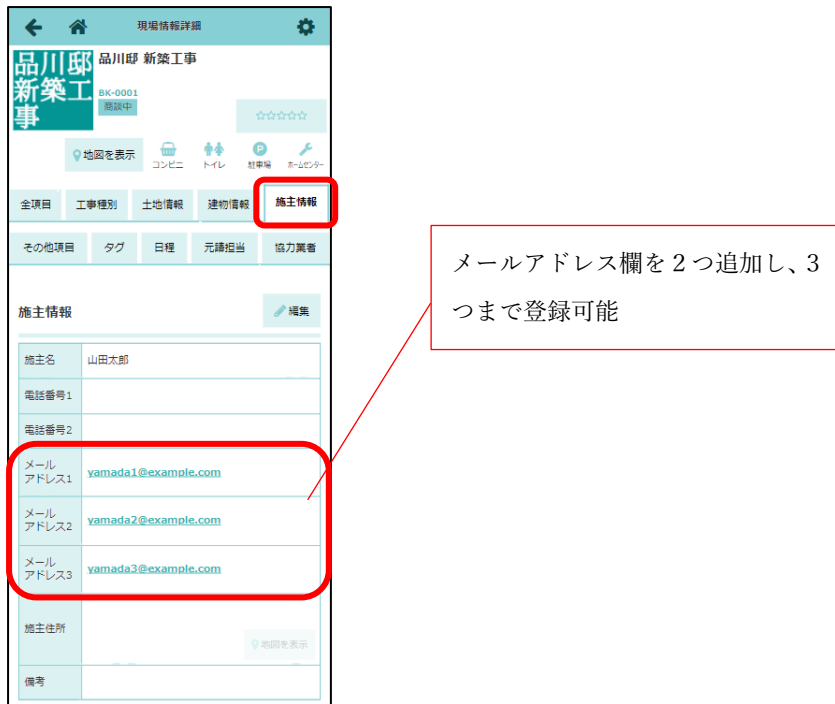 現場情報詳細
品川邸
新築工
事
品川邸 新築工事
BK-0001
商談中
☆☆☆☆☆
地図を表示
コンビニ
トイレ
P
駐車場
ホームセンター
全項目
工事種別
土地情報
建物情報
施主情報
その他項目
タグ
日程
元請担当
協力業者
メールアドレス欄を2つ追加し、3
つまで登録可能
施主情報
編集
施主名
山田太郎
電話番号1
電話番号2
メール
アドレス1
yamada1@example.com
メール
アドレス2
yamada2@example.com
メール
アドレス3
yamada3@example.com
施主住所
地図を表示
備考